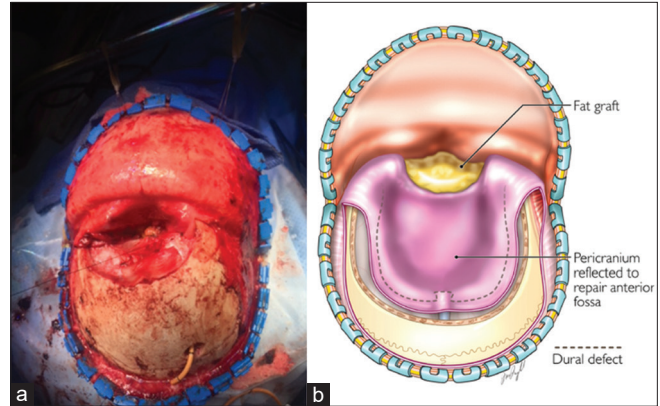 Fat graft
Pericranium
reflected to
repair anterior
fossa
Dural defect
a
b